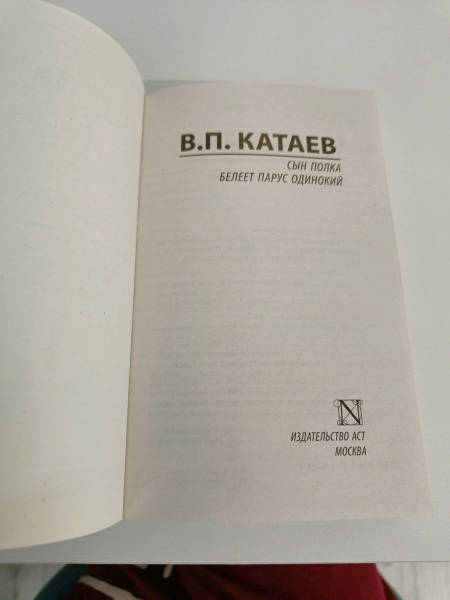 В.П. КАТАЕВ
СЫН ПОЛКА
БЕЛЕЕТ ПАРУС ОДИНОКИЙ
N
ИЗДАТЕЛЬСТВО АСТ
МОСКВА